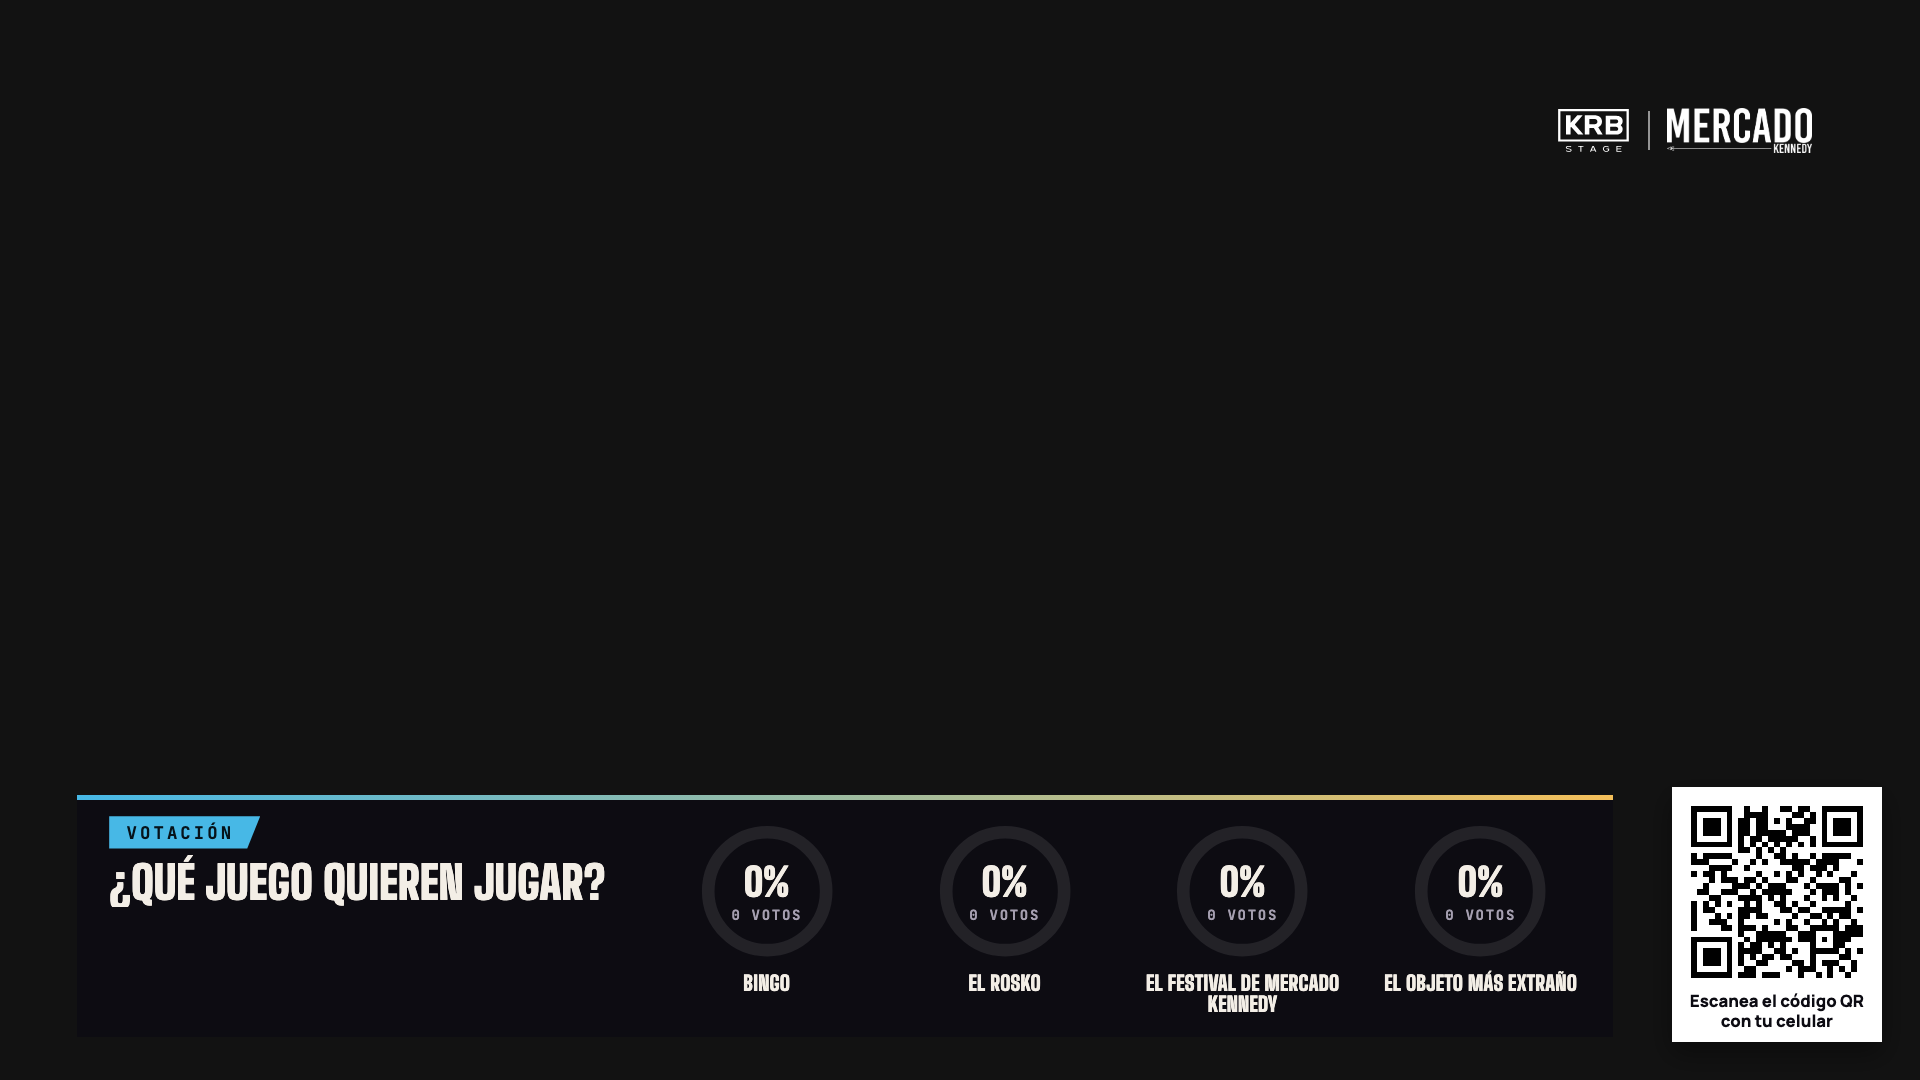 KRB
STAGE
MERCADO
KENNEDY
VOTACIÓN
¿QUÉ JUEGO QUIEREN JUGAR?
0%
0 VOTOS
BINGO
0%
0 VOTOS
EL ROSKO
0%
0 VOTOS
EL FESTIVAL DE MERCADO
KENNEDY
0%
0 VOTOS
EL OBJETO MÁS EXTRAÑO
Escanea el código QR
con tu celular